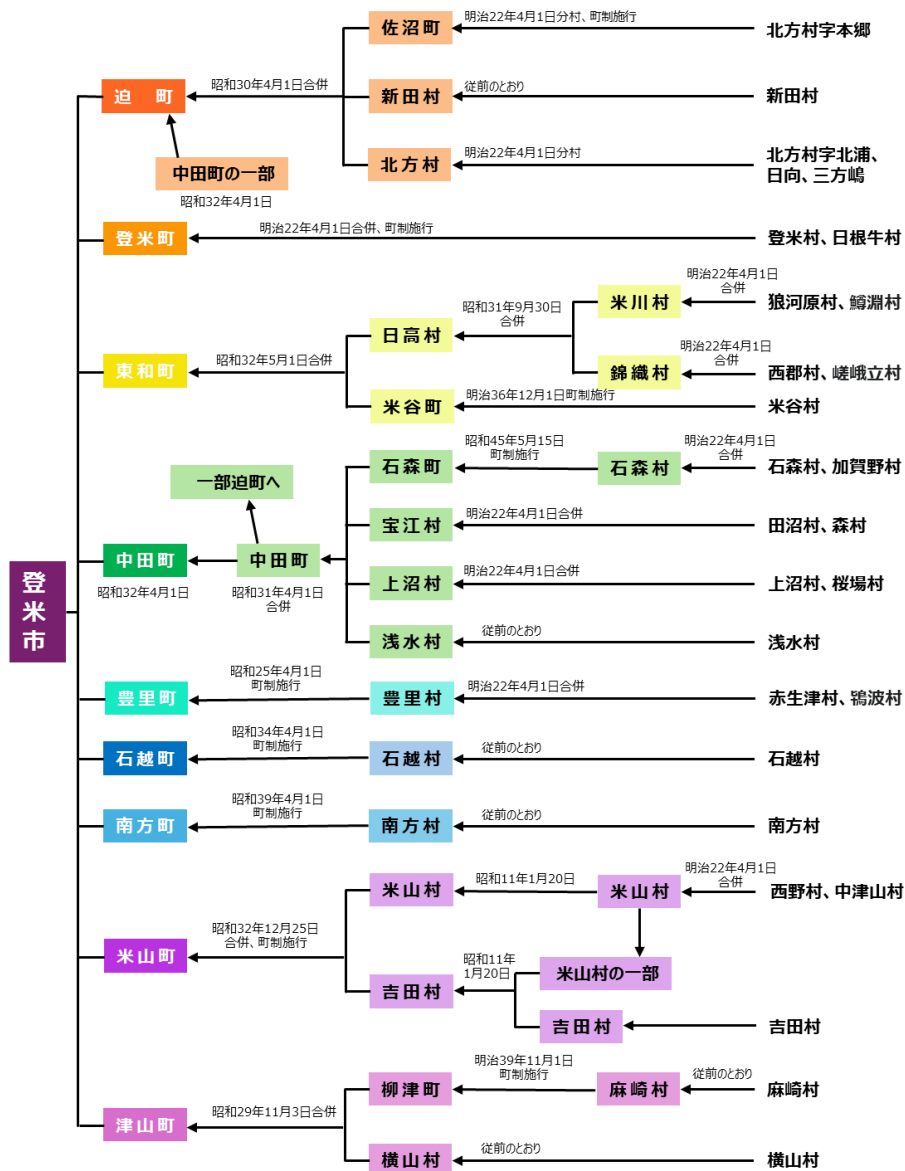 佐沼町
明治22年4月1日分村、町制施行
北方村字本郷
迫　町
昭和30年4月1日合併
新田村
従前のとおり
新田村
中田町の一部
昭和32年4月1日
北方村
明治22年4月1日分村
北方村字北浦、
日向、三方嶋
登米町
明治22年4月1日合併、町制施行
登米村、日根牛村
東和町
昭和32年5月1日合併
日高村
昭和31年9月30日
合併
米川村
明治22年4月1日
合併
狼河原村、鱒淵村
錦織村
明治22年4月1日
合併
西郡村、嵯峨立村
米谷町
明治36年12月1日町制施行
米谷村
石森町
昭和45年5月15日
町制施行
石森村
明治22年4月1日
合併
石森村、加賀野村
一部迫町へ
宝江村
明治22年4月1日合併
田沼村、森村
登米市
中田町
昭和32年4月1日
中田町
昭和31年4月1日
合併
上沼村
明治22年4月1日合併
上沼村、桜場村
浅水村
従前のとおり
浅水村
豊里町
昭和25年4月1日
町制施行
豊里村
明治22年4月1日合併
赤生津村、鴇波村
石越町
昭和34年4月1日
町制施行
石越村
従前のとおり
石越村
南方町
昭和39年4月1日
町制施行
南方村
従前のとおり
南方村
米山町
昭和32年12月25日
合併、町制施行
米山村
昭和11年1月20日
米山村
明治22年4月1日
合併
西野村、中津山村
吉田村
昭和11年
1月20日
米山村の一部
吉田村
吉田村
津山町
昭和29年11月3日合併
柳津町
明治39年11月1日
町制施行
麻崎村
従前のとおり
麻崎村
横山村
従前のとおり
横山村